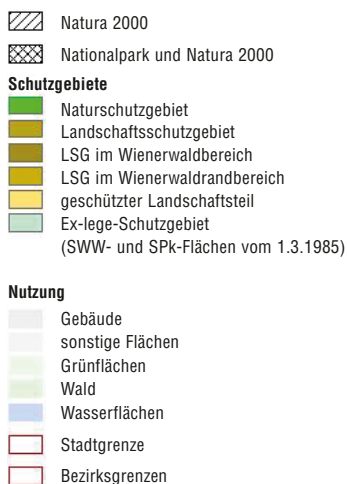 Natura 2000
Nationalpark und Natura 2000
Schutzgebiete
Naturschutzgebiet
Landschaftsschutzgebiet
LSG im Wienerwaldbereich
LSG im Wienerwaldrandbereich
geschützter Landschaftsteil
Ex-lege-Schutzgebiet
(SWW- und SPk-Flächen vom 1.3.1985)
Nutzung
Gebäude
sonstige Flächen
Grünflächen
Wald
Wasserflächen
Stadtgrenze
Bezirksgrenzen